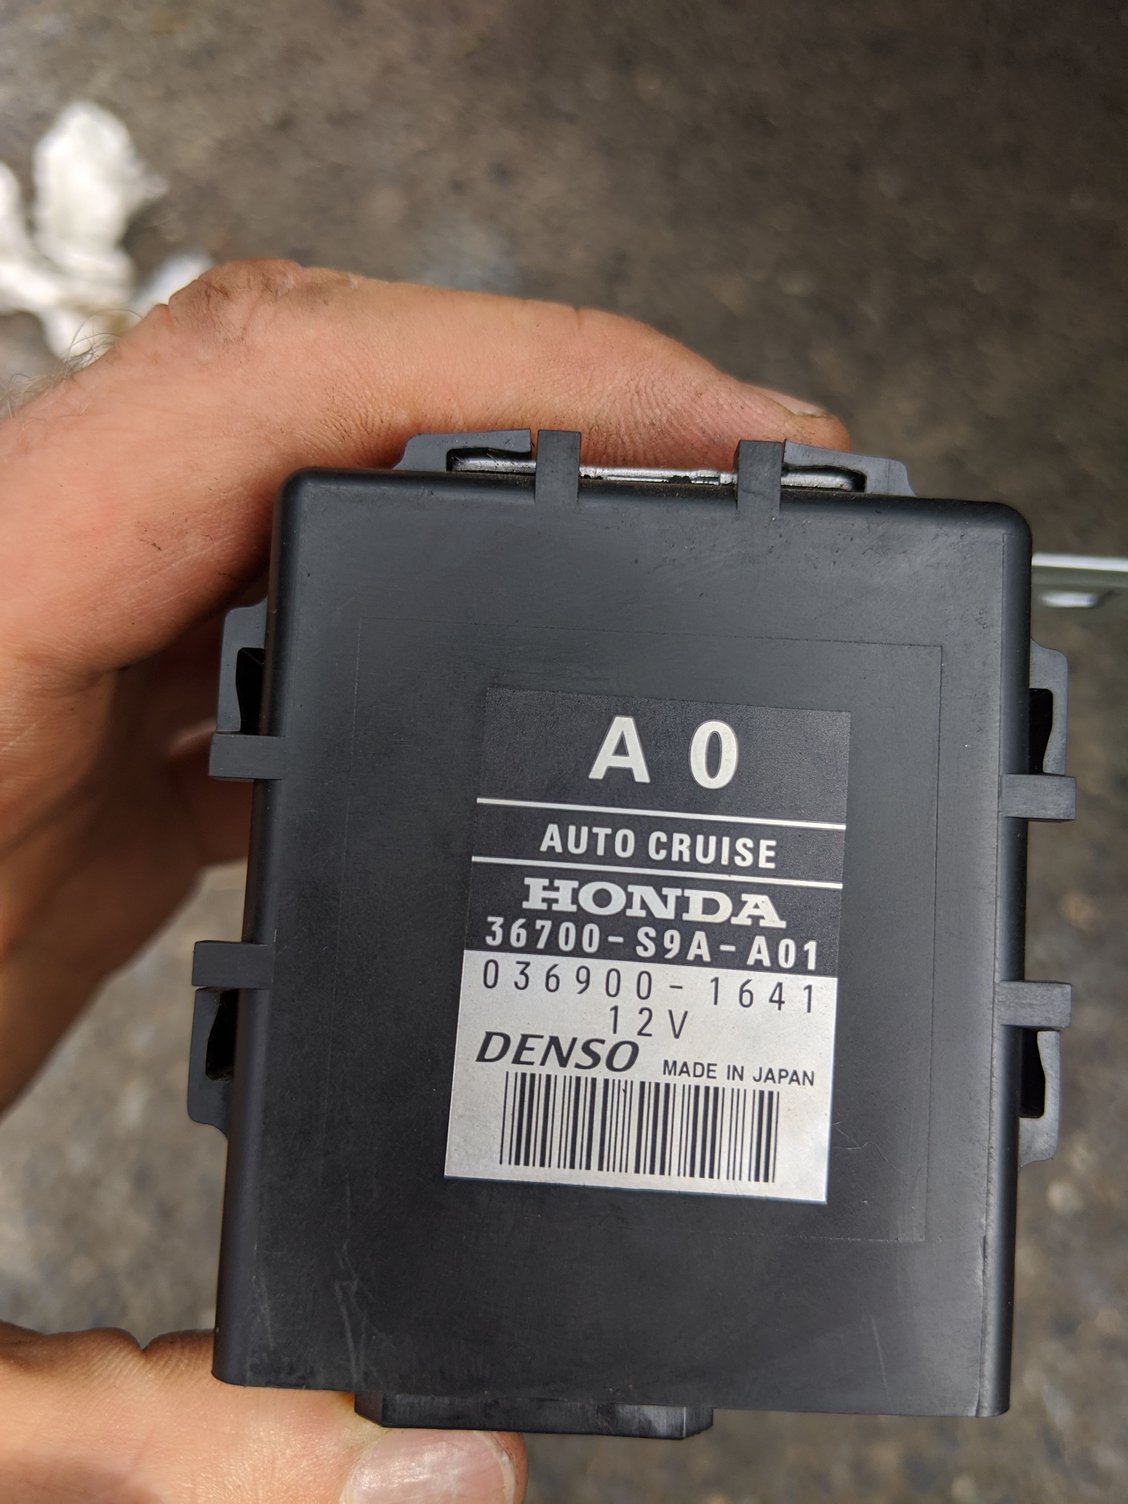 A 0
AUTO CRUISE
HONDA
36700-S9A-A01
036900-1641
12V
DENSO MADE IN JAPAN